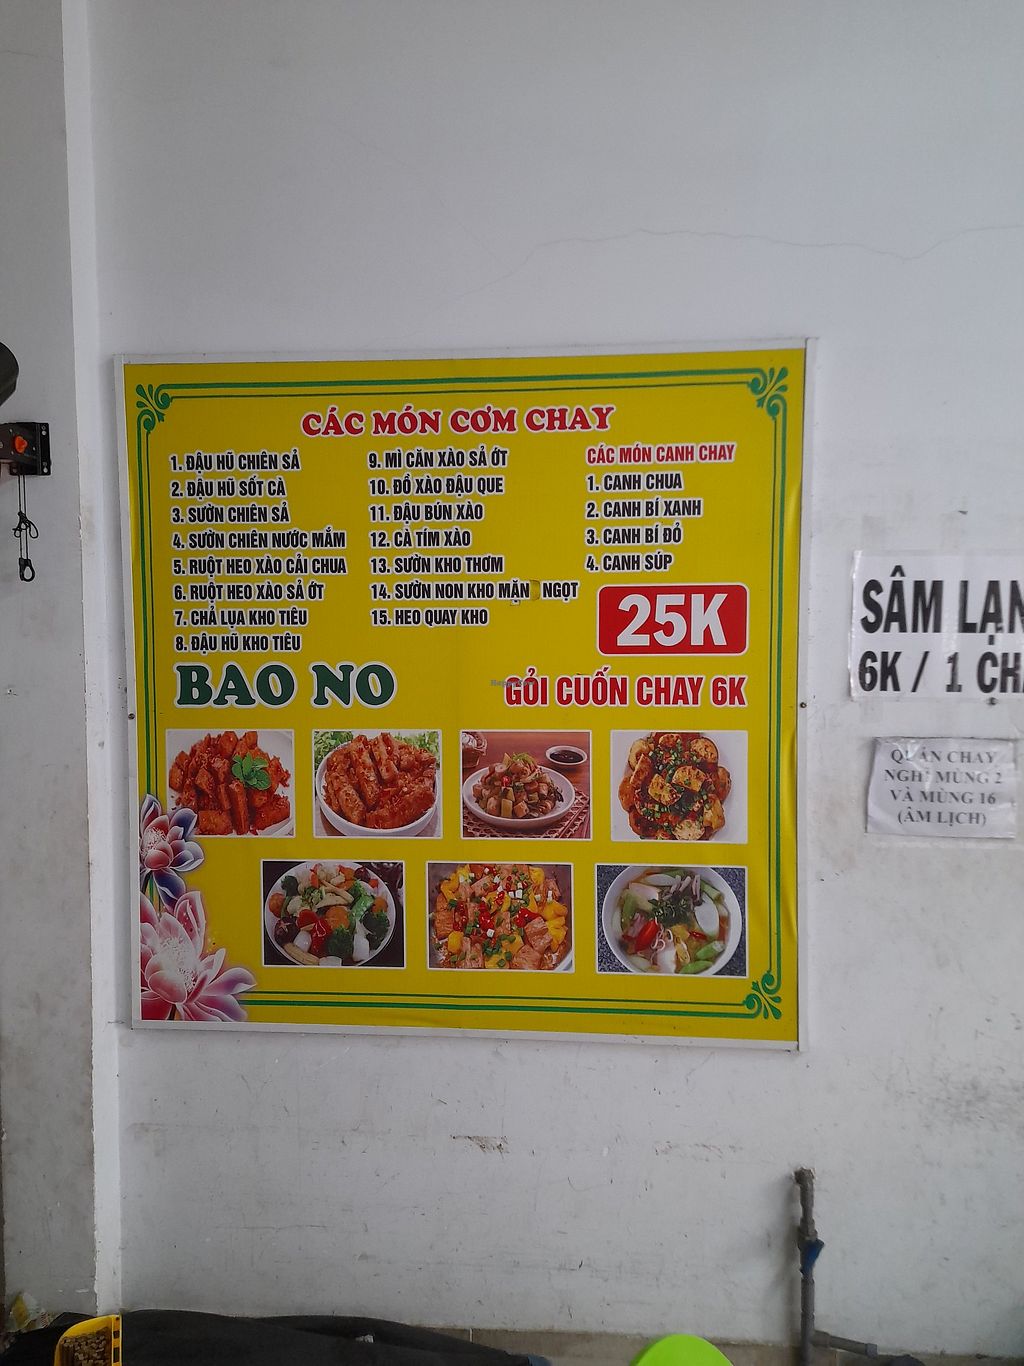 CÁC MÓN CƠM CHAY
1. ĐẬU HŨ CHIÊN SẢ
2. ĐẬU HŨ SỐT CÀ
3. SƯỜN CHIÊN SẢ
4. SƯỜN CHIÊN NƯỚC MẮM
5. RUỘT HEO XÀO CẢI CHUA
6. RUỘT HEO XÀO SẢ ỚT
7. CHẢ LỤA KHO TIÊU
8. ĐẬU HŨ KHO TIÊU
9. MÌ CĂN XÀO SẢ ỚT
10. ĐỒ XÀO ĐẬU QUE
11. ĐẬU BÚN XÀO
12. CÀ TÍM XÀO
13. SƯỜN KHO THƠM
14. SƯỜN NON KHO MẶN NGỌT
15. HEO QUAY KHO
CÁC MÓN CANH CHAY
1. CANH CHUA
2. CANH BÍ XANH
3. CANH BÍ ĐỎ
4. CANH SÚP
25K
BAO NO
GỎI CUỐN CHAY 6K
SÂM LẠN
6K / 1 CHA
QUÁN CHAY
NGHỈ MÙNG 2
VÀ MÙNG 16
(ÂM LỊCH)